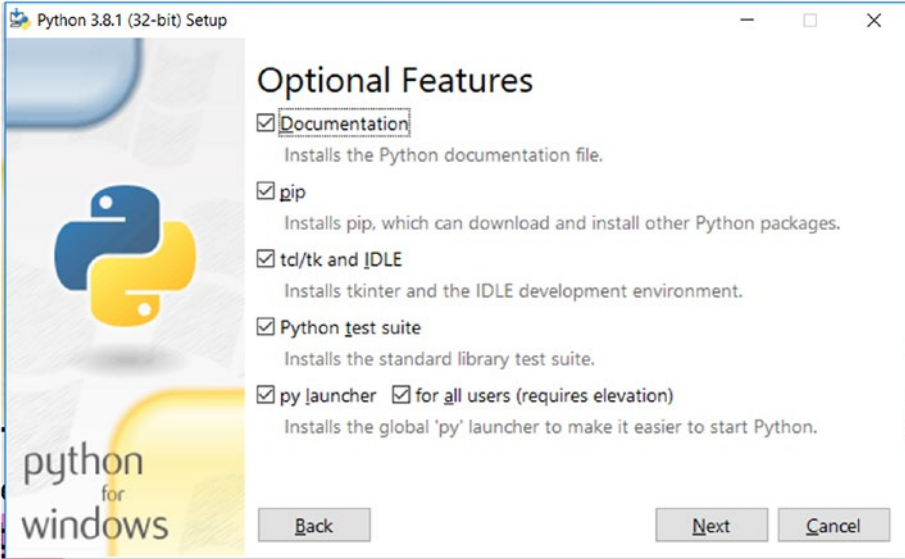 Python 3.8.1 (32-bit) Setup
Optional Features
Documentation
Installs the Python documentation file.
pip
Installs pip, which can download and install other Python packages.
tcl/tk and IDLE
Installs tkinter and the IDLE development environment.
Python test suite
Installs the standard library test suite.
py launcher for all users (requires elevation)
Installs the global 'py' launcher to make it easier to start Python.
python
for
windows
Back Next Cancel